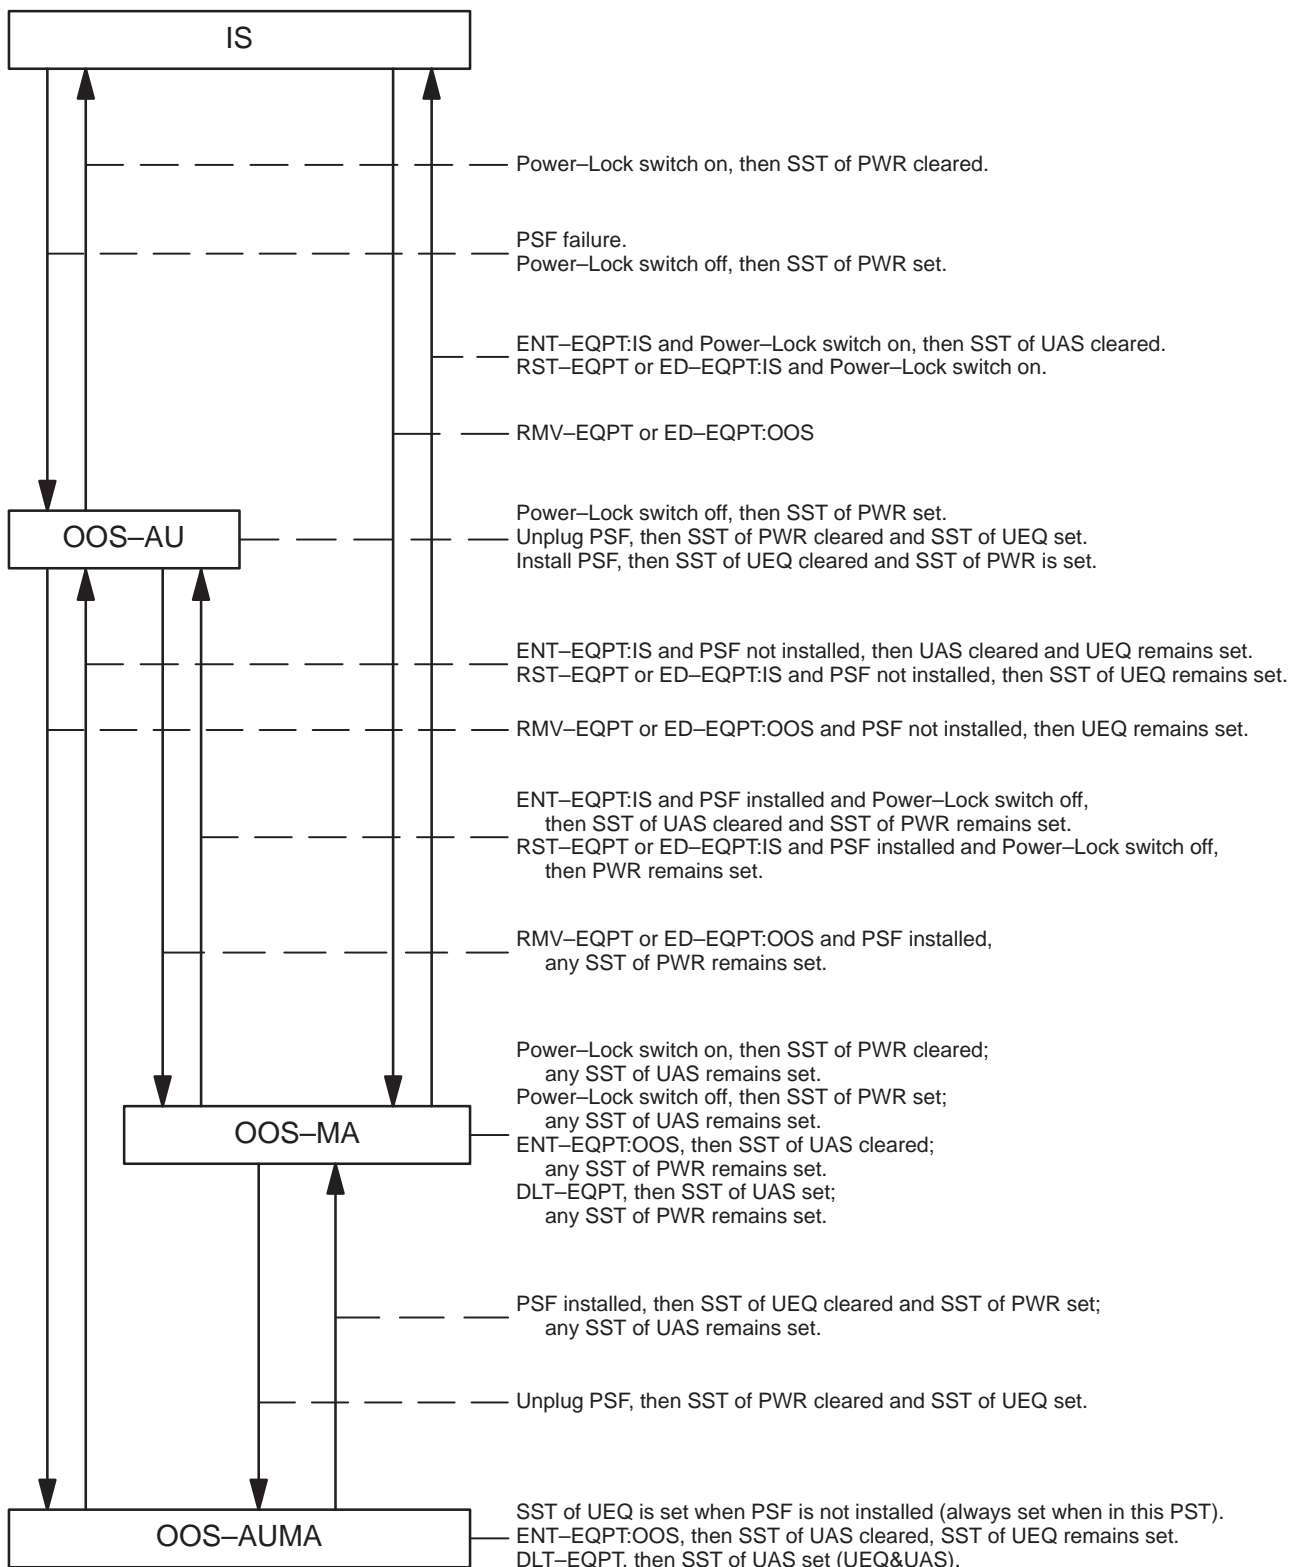 IS
Power–Lock switch on, then SST of PWR cleared.
PSF failure.
Power–Lock switch off, then SST of PWR set.
ENT–EQPT:IS and Power–Lock switch on, then SST of UAS cleared.
RST–EQPT or ED–EQPT:IS and Power–Lock switch on.
RMV–EQPT or ED–EQPT:OOS
OOS–AU
Power–Lock switch off, then SST of PWR set.
Unplug PSF, then SST of PWR cleared and SST of UEQ set.
Install PSF, then SST of UEQ cleared and SST of PWR is set.
ENT–EQPT:IS and PSF not installed, then UAS cleared and UEQ remains set.
RST–EQPT or ED–EQPT:IS and PSF not installed, then SST of UEQ remains set.
RMV–EQPT or ED–EQPT:OOS and PSF not installed, then UEQ remains set.
ENT–EQPT:IS and PSF installed and Power–Lock switch off,
then SST of UAS cleared and SST of PWR remains set.
RST–EQPT or ED–EQPT:IS and PSF installed and Power–Lock switch off,
then PWR remains set.
RMV–EQPT or ED–EQPT:OOS and PSF installed,
any SST of PWR remains set.
OOS–MA
Power–Lock switch on, then SST of PWR cleared;
any SST of UAS remains set.
Power–Lock switch off, then SST of PWR set;
any SST of UAS remains set.
ENT–EQPT:OOS, then SST of UAS cleared;
any SST of PWR remains set.
DLT–EQPT, then SST of UAS set;
any SST of PWR remains set.
PSF installed, then SST of UEQ cleared and SST of PWR set;
any SST of UAS remains set.
Unplug PSF, then SST of PWR cleared and SST of UEQ set.
OOS–AUMA
SST of UEQ is set when PSF is not installed (always set when in this PST).
ENT–EQPT:OOS, then SST of UAS cleared, SST of UEQ remains set.
DLT–EQPT, then SST of UAS set (UEQ&UAS).